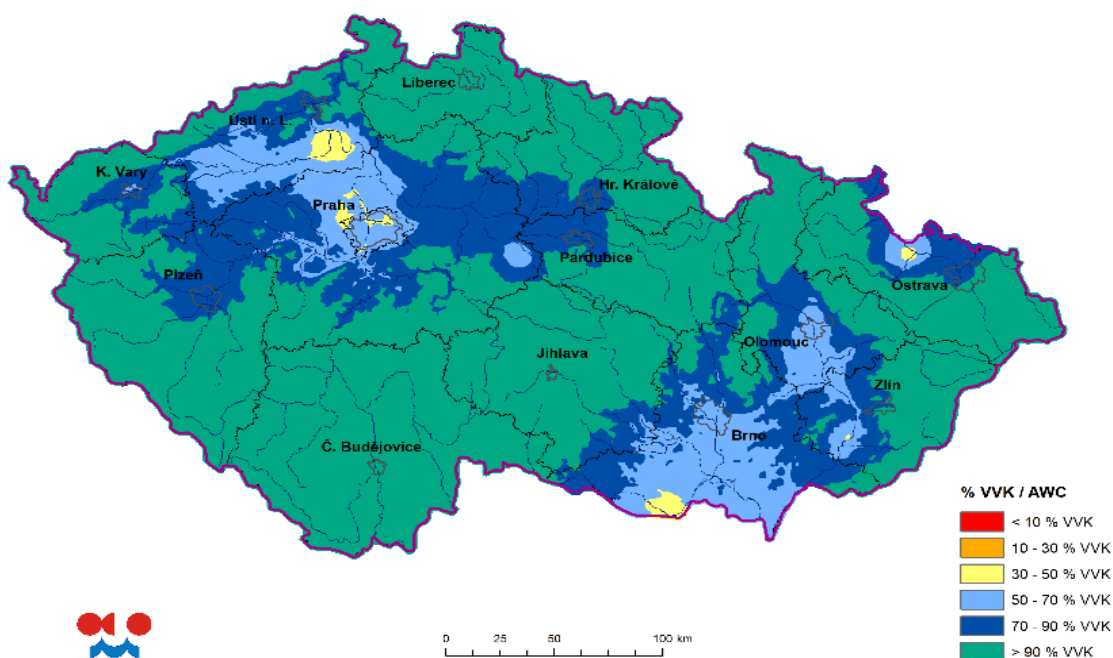 Liberec
Ústí n. L.
K. Vary
Hr. Králové
Praha
Pardubice
Plzeň
Ostrava
Olomouc
Jihlava
Zlín
Brno
Č. Budějovice
% VVK / AWC
< 10 % VVK
10 - 30 % VVK
30 - 50 % VVK
50 - 70 % VVK
70 - 90 % VVK
> 90 % VVK
0 25 50 100 km